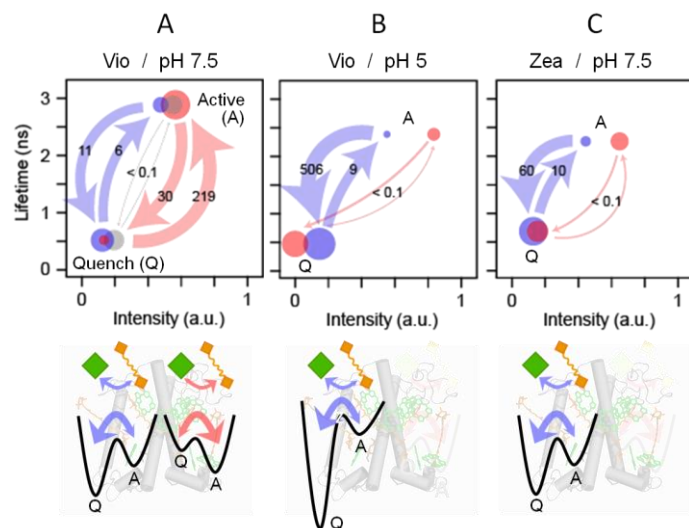 A
B
C
Vio / pH 7.5
Vio / pH 5
Zea / pH 7.5
Lifetime (ns)
3
2
1
0
Active
(A)
11
6
< 0.1
30
219
Quench (Q)
0
1
Intensity (a.u.)
A
506
9
< 0.1
Q
0
1
Intensity (a.u.)
A
60
10
< 0.1
Q
0
1
Intensity (a.u.)
Q
A
Q
A
A
Q
A
Q